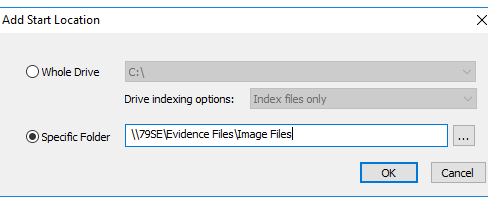 Add Start Location
Whole Drive
C:\
Drive indexing options:
Index files only
Specific Folder
\\79SE\Evidence Files\Image Files
...
OK
Cancel